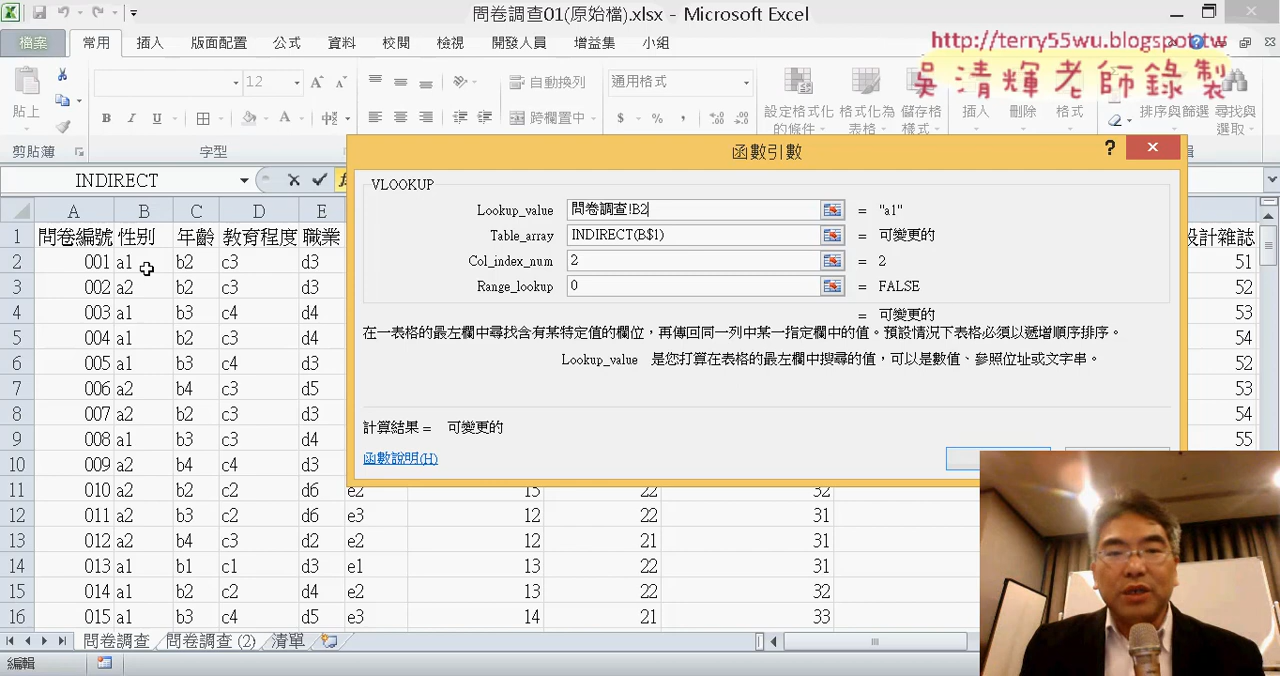 問卷調查01(原始檔).xlsx - Microsoft Excel
檔案 常用 插入 版面配置 公式 資料 校閱 檢視 開發人員 增益集 小組
http://terry55wu.blogspot.tw
吳清輝老師錄製
貼上 12 自動換列 通用格式 設定格式化的條件 格式化為表格 儲存格樣式 插入 刪除 格式 排序與篩選 尋找與選取
B I U 跨欄置中 $ % ,
剪貼簿 字型
INDIRECT
函數引數
VLOOKUP
Lookup_value 問卷調查!B2 = "a1"
Table_array INDIRECT(B$1) = 可變更的
Col_index_num 2 = 2
Range_lookup 0 = FALSE
= 可變更的
在一表格的最左欄中尋找含有某特定值的欄位，再傳回同一列中某一指定欄中的值。預設情況下表格必須以遞增順序排序。
Lookup_value 是您打算在表格的最左欄中搜尋的值，可以是數值、參照位址或文字串。
計算結果 = 可變更的
函數說明(H)
A B C D E
1 問卷編號 性別 年齡 教育程度 職業 設計雜誌
2 001 a1 b2 c3 d3 51
3 002 a2 b2 c3 d3 52
4 003 a1 b3 c4 d4 53
5 004 a1 b2 c3 d4 54
6 005 a1 b3 c4 d3 52
7 006 a2 b4 c3 d5 53
8 007 a2 b2 c3 d3 54
9 008 a1 b3 c3 d4 55
10 009 a2 b4 c4 d3
11 010 a2 b2 c2 d6 e2 15 22 32
12 011 a2 b3 c2 d6 e3 12 22 31
13 012 a2 b4 c3 d2 e2 12 21 31
14 013 a1 b1 c1 d3 e1 13 22 31
15 014 a1 b2 c2 d4 e2 13 22 32
16 015 a1 b3 c4 d5 e3 14 21 33
問卷調查 問卷調查 (2) 清單
編輯